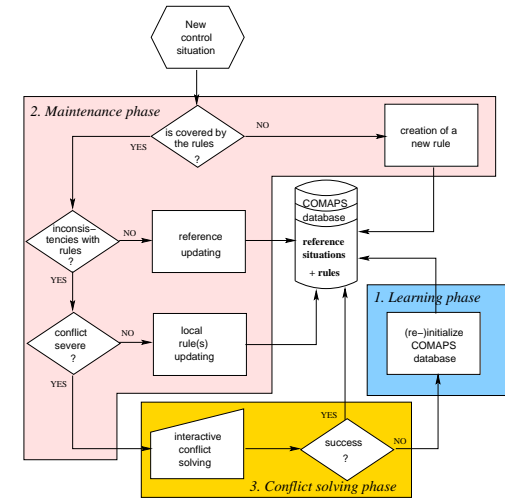 New
control
situation
2. Maintenance phase
is covered by
the rules
?
NO
YES
creation of a
new rule
COMAPS
database
reference
situations
+ rules
inconsis-
tencies with
rules
?
NO
YES
reference
updating
1. Learning phase
(re-)initialize
COMAPS
database
conflict
severe
?
NO
YES
local
rule(s)
updating
interactive
conflict
solving
YES
success
?
NO
3. Conflict solving phase